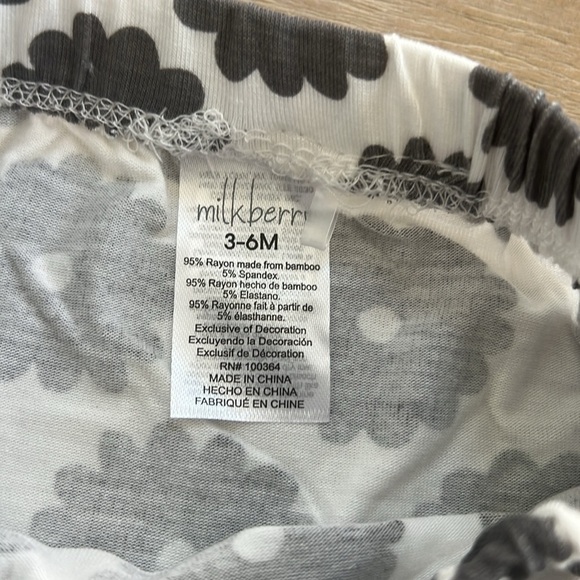 milkberr
3-6M
95% Rayon made from bamboo
5% Spandex.
95% Rayon hecho de bamboo
5% Elastano.
95% Rayonne fait à partir de
5% élasthanne.
Exclusive of Decoration
Excluyendo la Decoración
Exclusif de Décoration
RN# 100364
MADE IN CHINA
HECHO EN CHINA
FABRIQUÉ EN CHINE